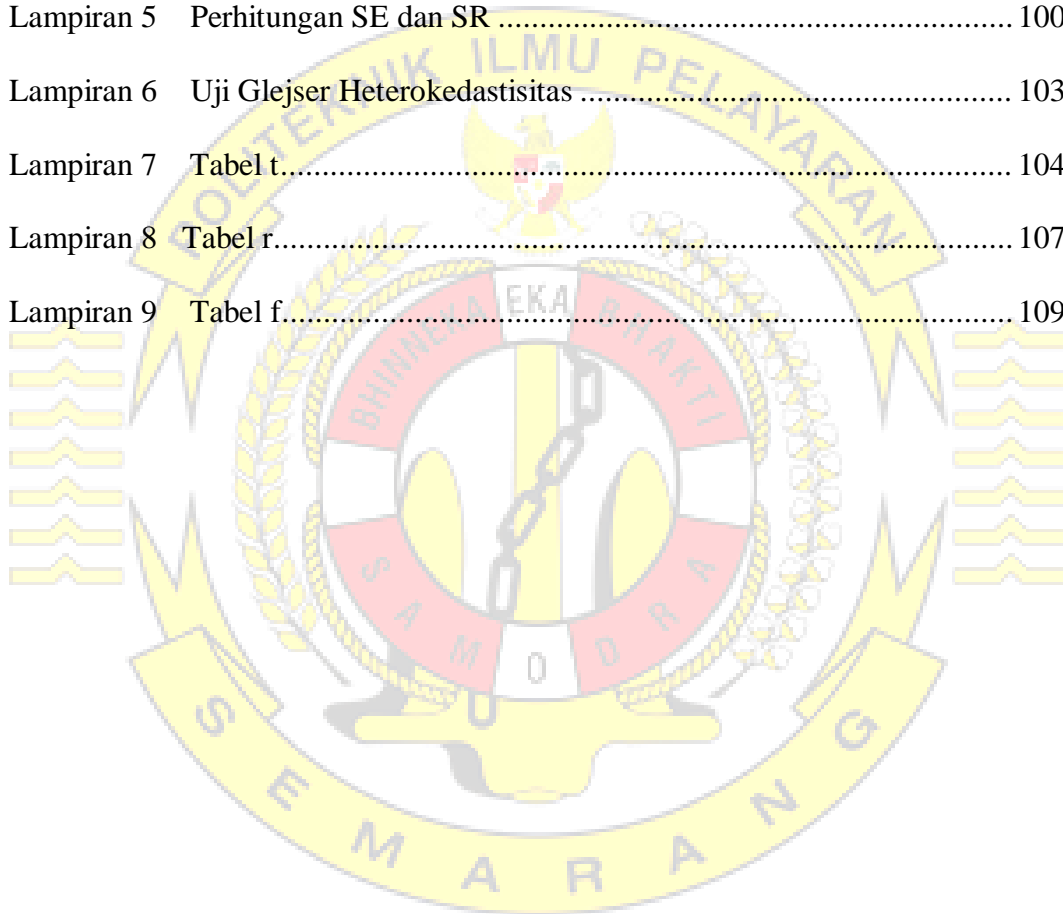 Lampiran 5 Perhitungan SE dan SR ........................................................................ 100
Lampiran 6 Uji Glejser Heterokedastisitas ............................................................ 103
Lampiran 7 Tabel t.................................................................................................. 104
Lampiran 8 Tabel r.................................................................................................. 107
Lampiran 9 Tabel f.................................................................................................. 109
POLITEKNIK ILMU PELAYARAN
BHINNEKA EKA BHAKTI
SAMODRA
SEMARANG